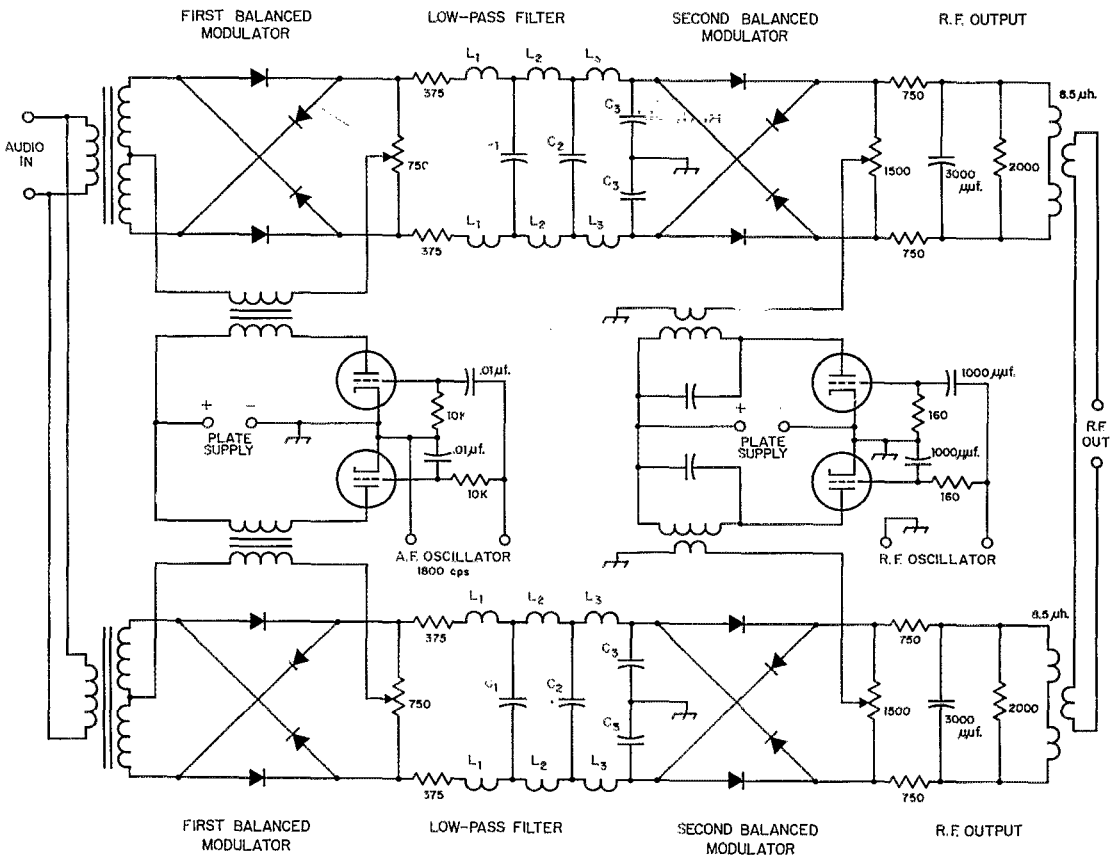 FIRST BALANCED
MODULATOR
LOW-PASS FILTER
SECOND BALANCED
MODULATOR
R.F. OUTPUT
L1
L2
L3
375
750
8.5 µh.
AUDIO
IN
750
C2
C3
C3
1500
3000
µµf.
2000
L1
L2
L3
375
750
.01µf.
1000µµf.
+
-
10K
+
160
PLATE
SUPPLY
.01µf.
PLATE
SUPPLY
1000µµf.
R.F.
OUT
10K
160
A.F. OSCILLATOR
1800 cps
R.F. OSCILLATOR
L1
L2
L3
375
750
8.5 µh.
C3
750
C1
C2
1500
3000
µµf.
2000
C3
L1
L2
L3
375
750
FIRST BALANCED
MODULATOR
LOW-PASS FILTER
SECOND BALANCED
MODULATOR
R.F. OUTPUT